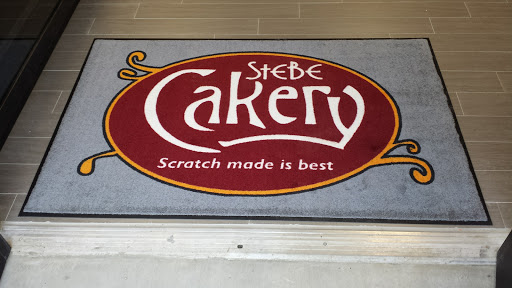 SteBe
Cakery
Scratch made is best